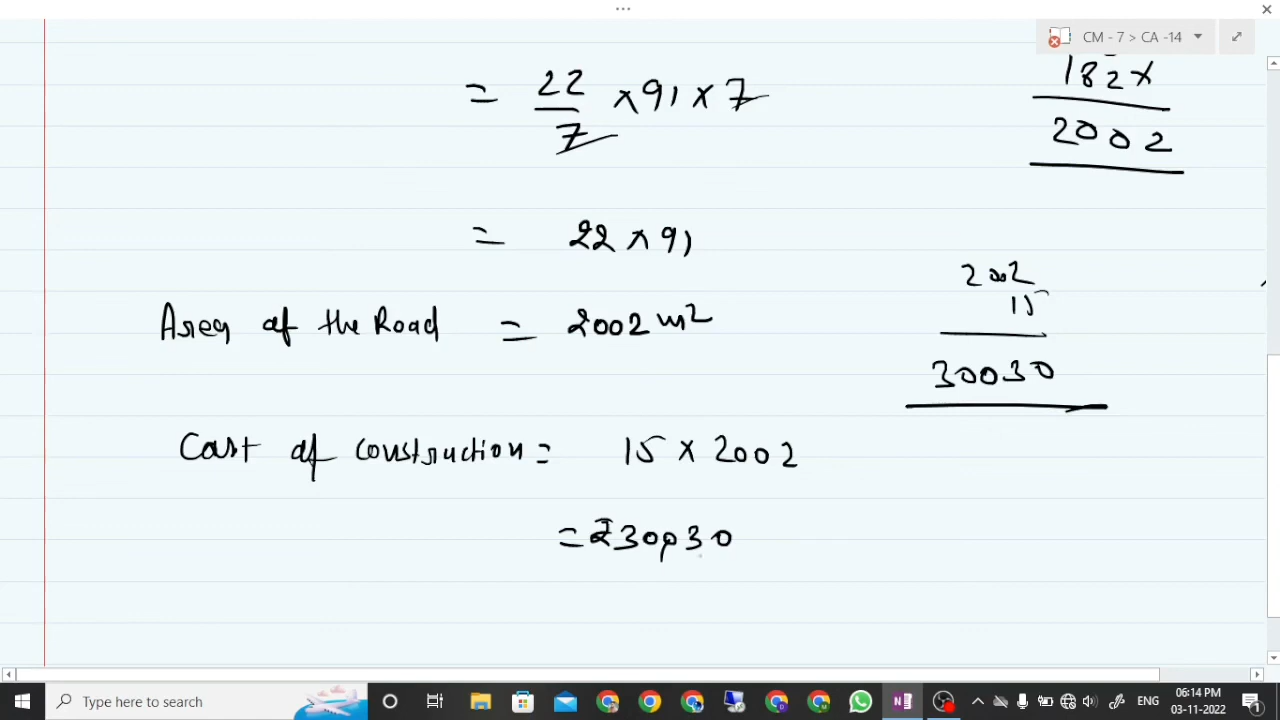 CM - 7 > CA -14
= 22/7 × 91 × 7
182×
2002
= 22 × 91
2002
15
30030
Area of the Road = 2002 m²
Cost of construction = 15 × 2002
= ₹30030
Type here to search
ENG
06:14 PM
03-11-2022
1